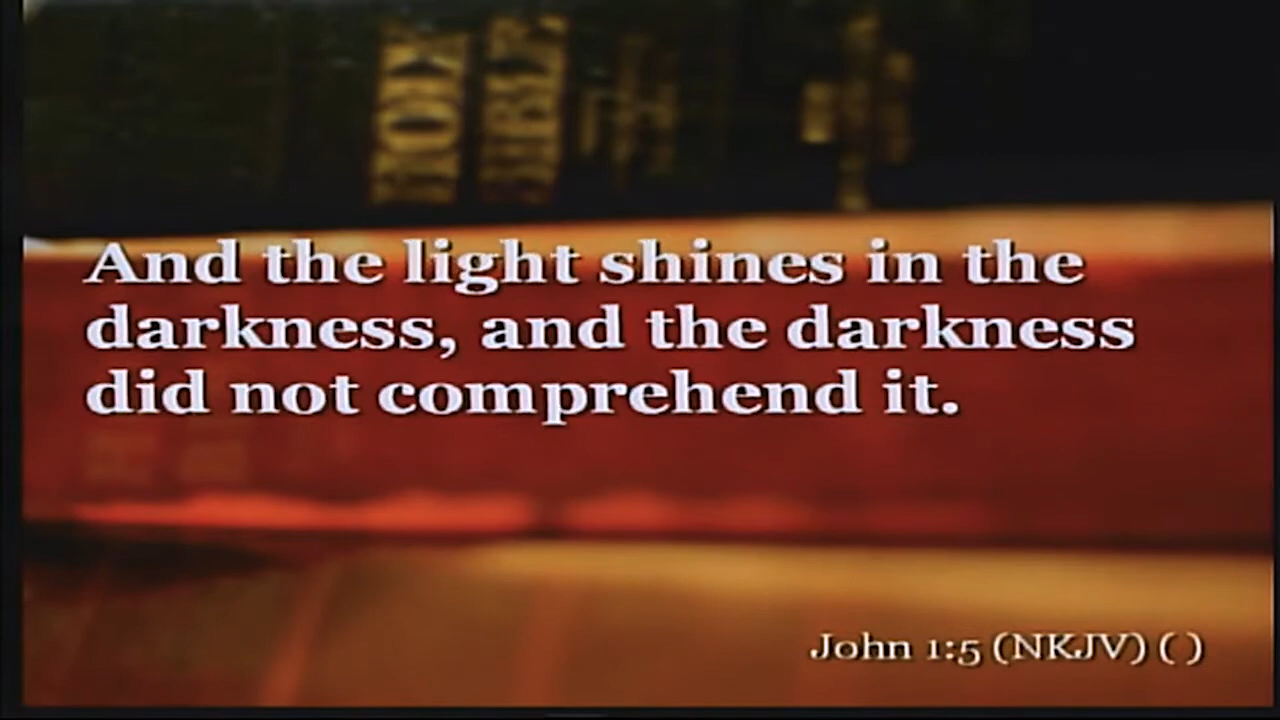 And the light shines in the
darkness, and the darkness
did not comprehend it.
John 1:5 (NKJV) ( )